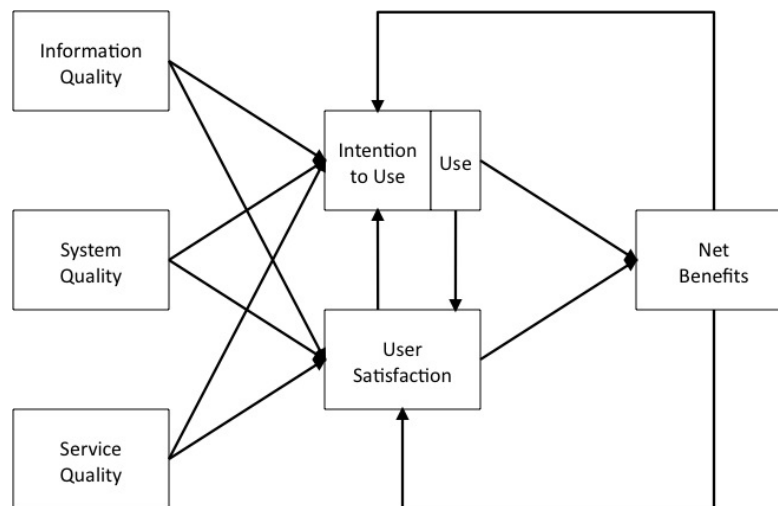 Information
Quality
Intention
to Use
Use
System
Quality
Net
Benefits
User
Satisfaction
Service
Quality